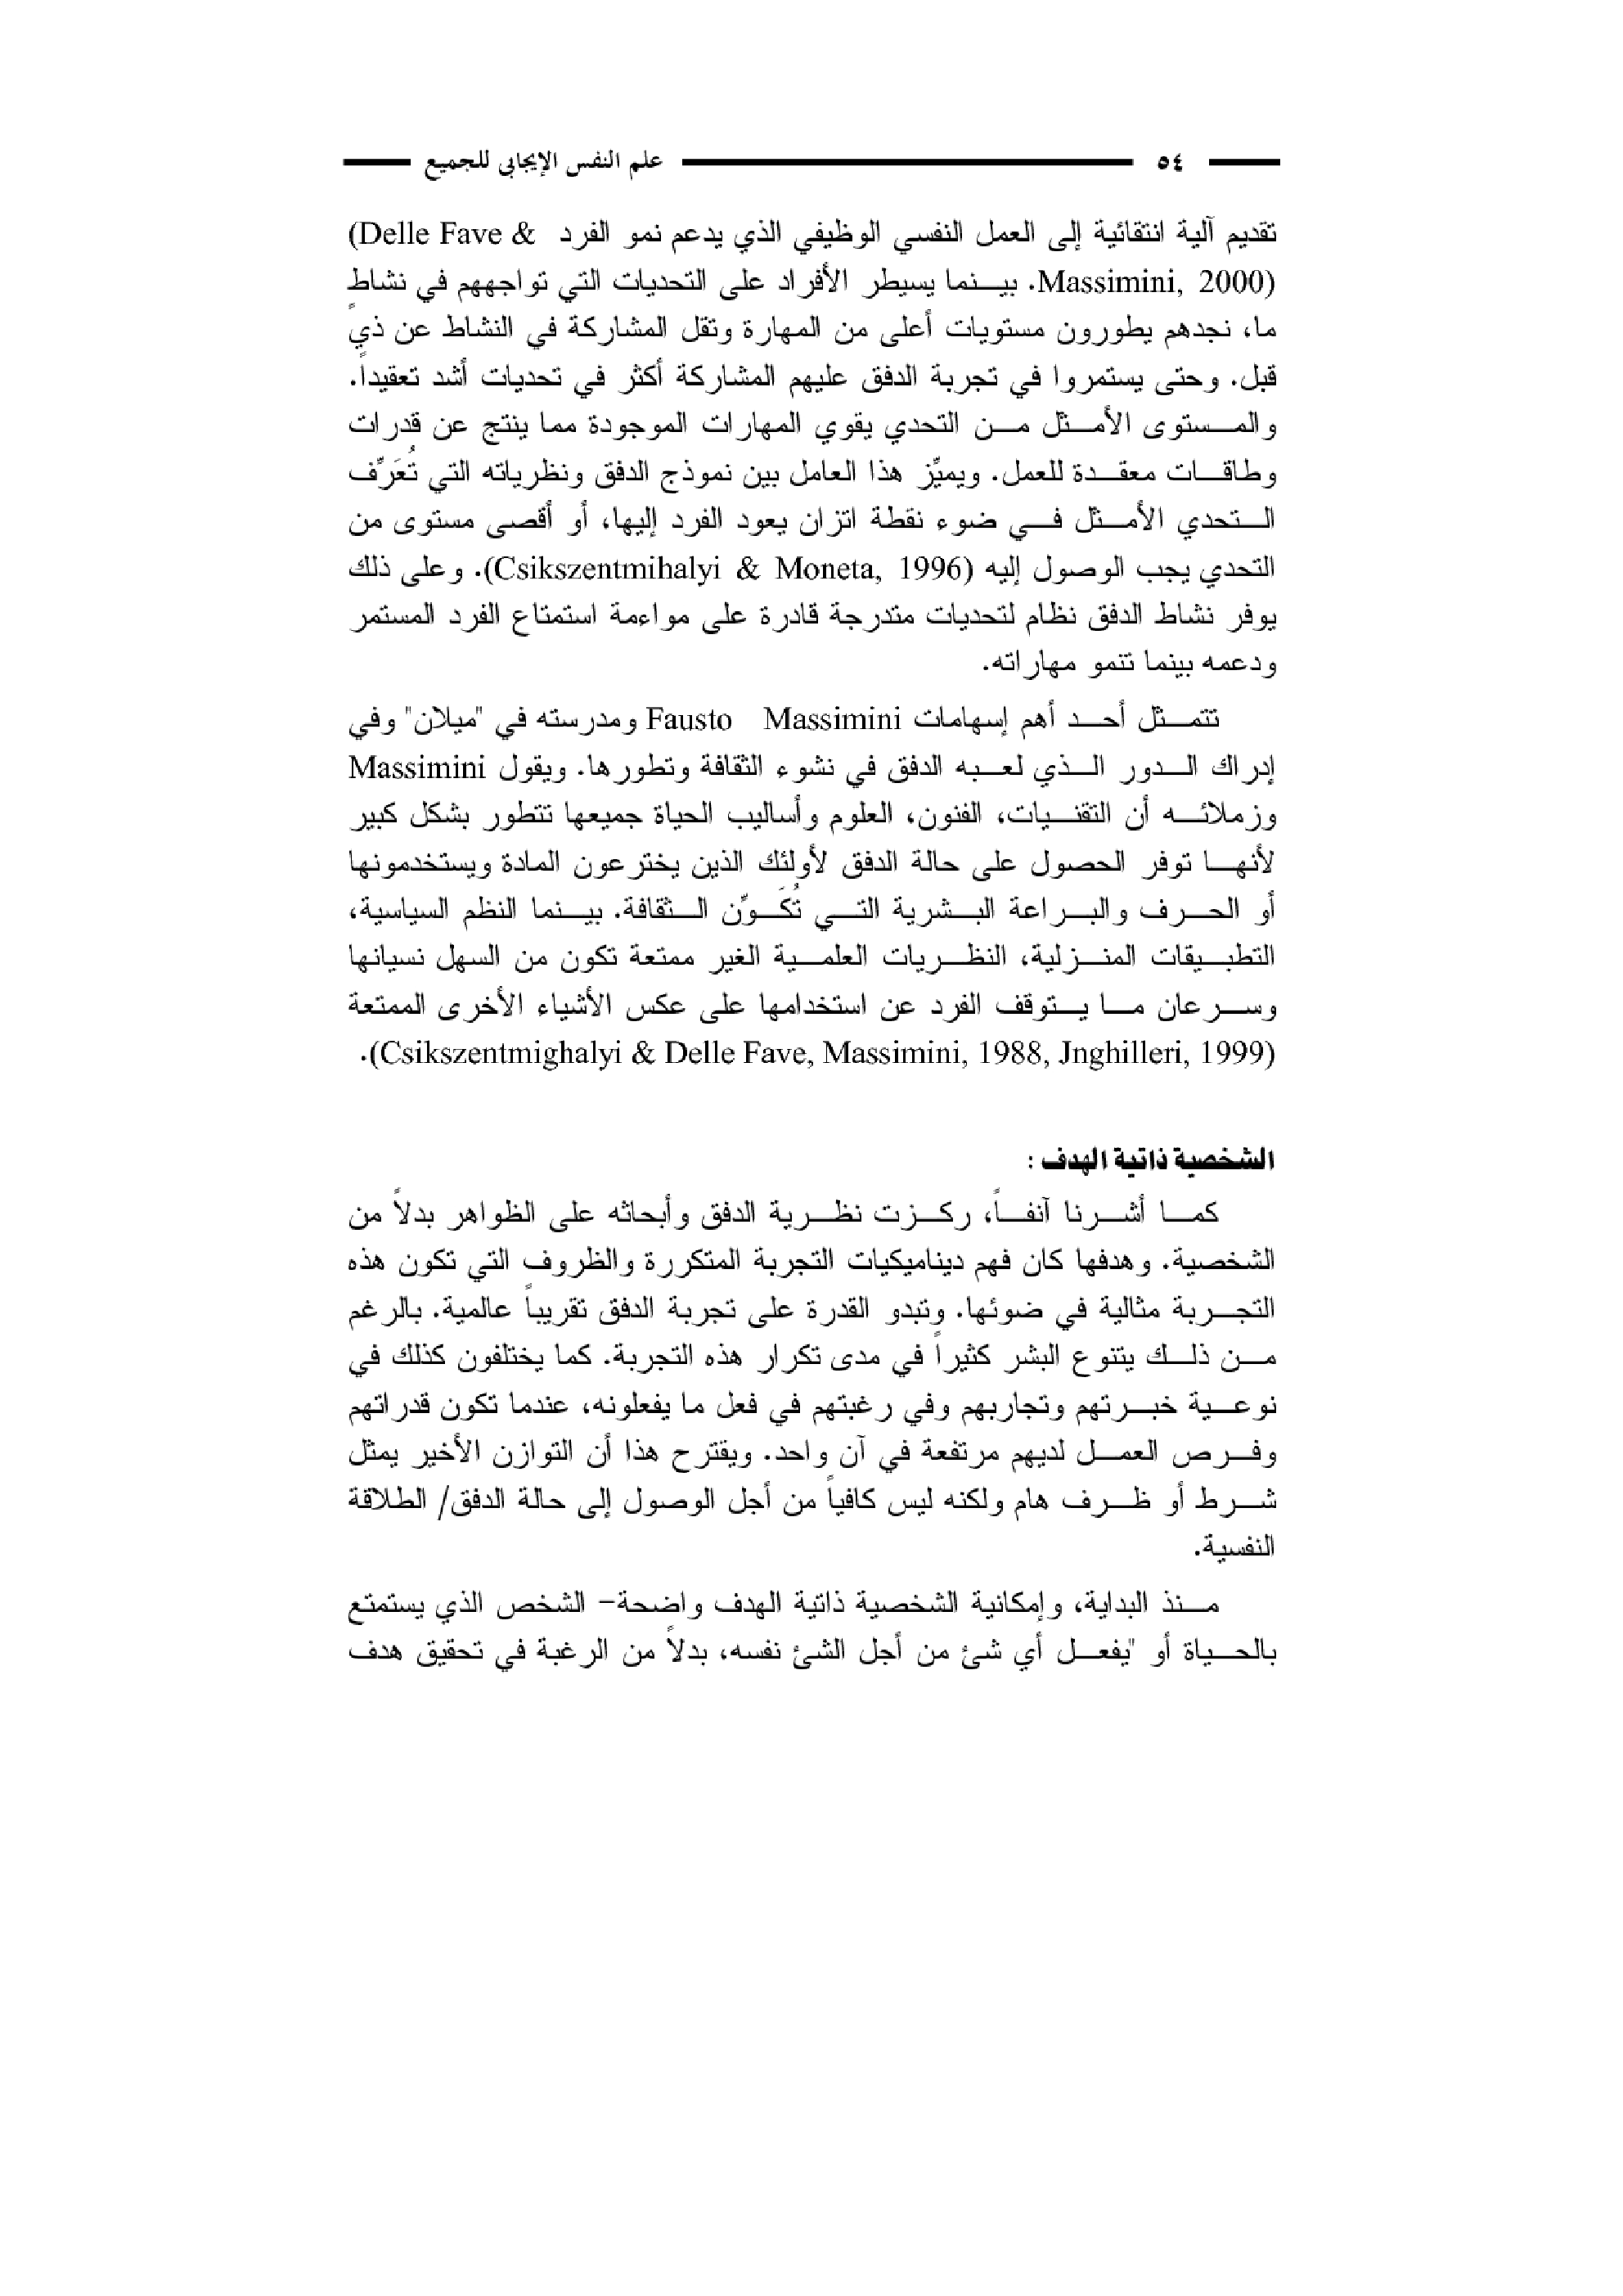 ٥٤ علم النفس الإيجابي للجميع
تقديم آلية انتقائية إلى العمل النفسي الوظيفي الذي يدعم نمو الفرد (Delle Fave &
Massimini, 2000). بينما يسيطر الأفراد على التحديات التي تواجههم في نشاط
ما، نجدهم يطورون مستويات أعلى من المهارة وتقل المشاركة في النشاط عن ذيً
قبل. وحتى يستمروا في تجربة الدفق عليهم المشاركة أكثر في تحديات أشد تعقيداً.
والمستوى الأمثل من التحدي يقوي المهارات الموجودة مما ينتج عن قدرات
وطاقات معقدة للعمل. ويميِّز هذا العامل بين نموذج الدفق ونظرياته التي تُعَرِّف
التحدي الأمثل في ضوء نقطة اتزان يعود الفرد إليها، أو أقصى مستوى من
التحدي يجب الوصول إليه (Csikszentmihalyi & Moneta, 1996). وعلى ذلك
يوفر نشاط الدفق نظام لتحديات متدرجة قادرة على مواءمة استمتاع الفرد المستمر
ودعمه بينما تنمو مهاراته.
تتمثل أحد أهم إسهامات Fausto Massimini ومدرسته في "ميلان" وفي
إدراك الدور الذي لعبه الدفق في نشوء الثقافة وتطورها. ويقول Massimini
وزملائه أن التقنيات، الفنون، العلوم وأساليب الحياة جميعها تتطور بشكل كبير
لأنها توفر الحصول على حالة الدفق لأولئك الذين يخترعون المادة ويستخدمونها
أو الحرف والبراعة البشرية التي تُكَوِّن الثقافة. بينما النظم السياسية،
التطبيقات المنزلية، النظريات العلمية الغير ممتعة تكون من السهل نسيانها
وسرعان ما يتوقف الفرد عن استخدامها على عكس الأشياء الأخرى الممتعة
(Csikszentmighalyi & Delle Fave, Massimini, 1988, Jnghilleri, 1999).
الشخصية ذاتية الهدف :
كما أشرنا آنفاً، ركزت نظرية الدفق وأبحاثه على الظواهر بدلاً من
الشخصية. وهدفها كان فهم ديناميكيات التجربة المتكررة والظروف التي تكون هذه
التجربة مثالية في ضوئها. وتبدو القدرة على تجربة الدفق تقريباً عالمية. بالرغم
من ذلك يتنوع البشر كثيراً في مدى تكرار هذه التجربة. كما يختلفون كذلك في
نوعية خبرتهم وتجاربهم وفي رغبتهم في فعل ما يفعلونه، عندما تكون قدراتهم
وفرص العمل لديهم مرتفعة في آن واحد. ويقترح هذا أن التوازن الأخير يمثل
شرط أو ظرف هام ولكنه ليس كافياً من أجل الوصول إلى حالة الدفق/ الطلاقة
النفسية.
منذ البداية، وإمكانية الشخصية ذاتية الهدف واضحة– الشخص الذي يستمتع
بالحياة أو "يفعل أي شئ من أجل الشئ نفسه، بدلاً من الرغبة في تحقيق هدف